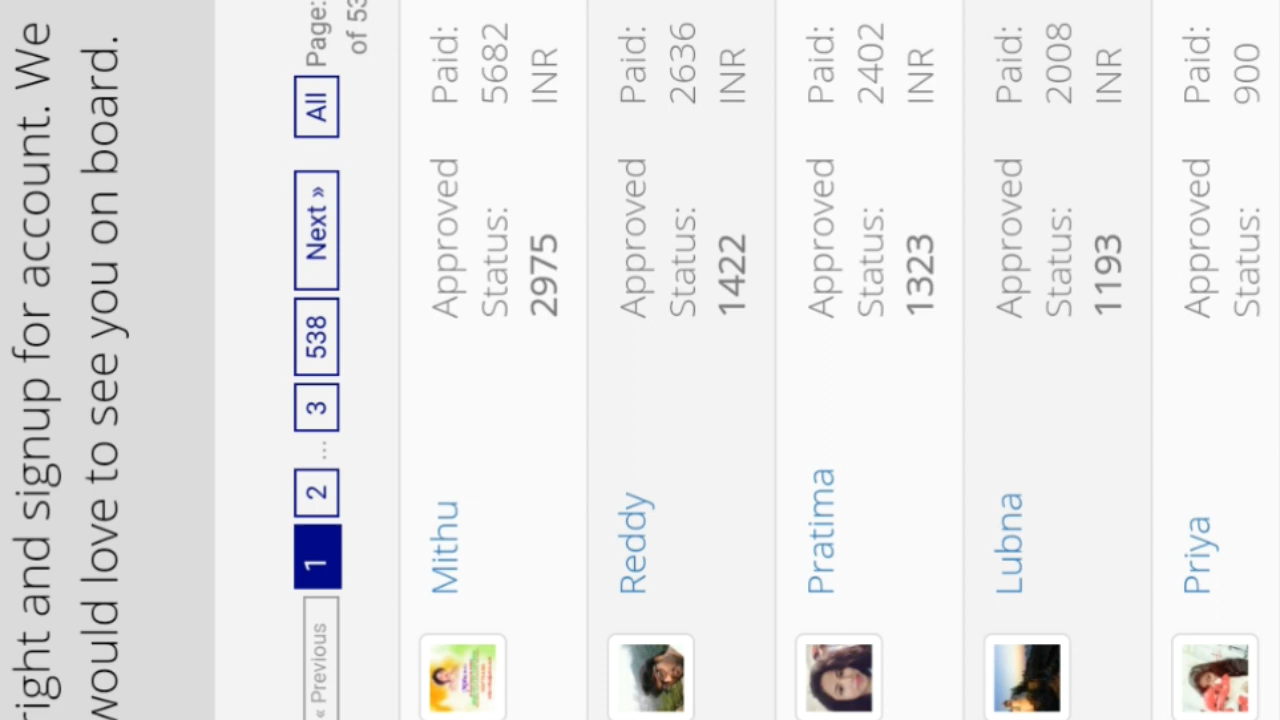 right and signup for account. We
would love to see you on board.
« Previous 1 2 ... 3 538 Next » All Page:
of 53
Mithu
Approved
Status:
2975
Paid:
5682
INR
Reddy
Approved
Status:
1422
Paid:
2636
INR
Pratima
Approved
Status:
1323
Paid:
2402
INR
Lubna
Approved
Status:
1193
Paid:
2008
INR
Priya
Approved
Status:
Paid:
900